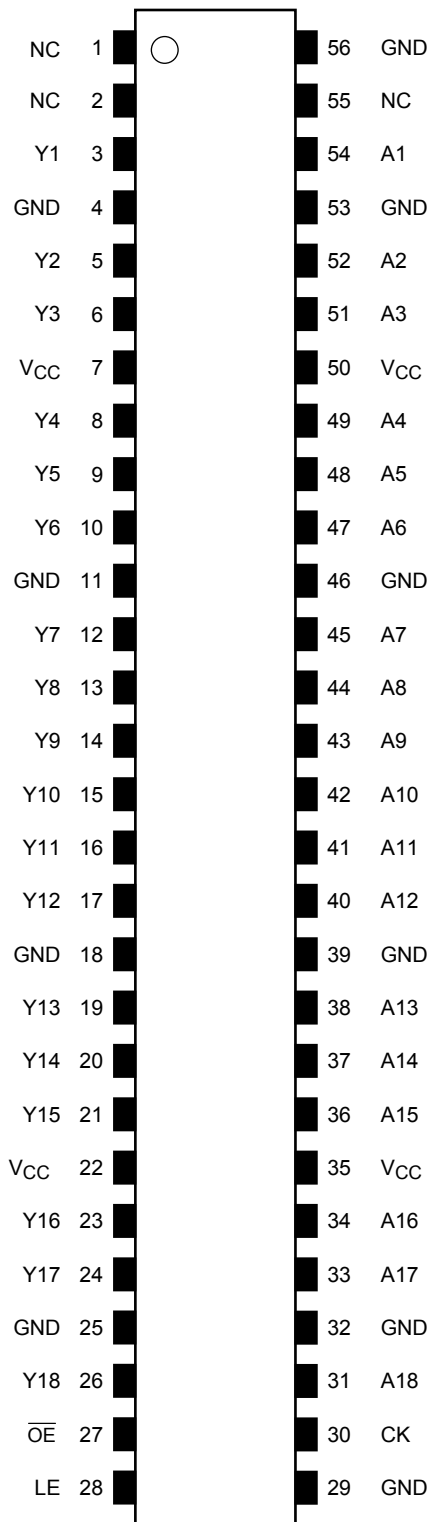 NC 1 56 GND
NC 2 55 NC
Y1 3 54 A1
GND 4 53 GND
Y2 5 52 A2
Y3 6 51 A3
VCC 7 50 VCC
Y4 8 49 A4
Y5 9 48 A5
Y6 10 47 A6
GND 11 46 GND
Y7 12 45 A7
Y8 13 44 A8
Y9 14 43 A9
Y10 15 42 A10
Y11 16 41 A11
Y12 17 40 A12
GND 18 39 GND
Y13 19 38 A13
Y14 20 37 A14
Y15 21 36 A15
VCC 22 35 VCC
Y16 23 34 A16
Y17 24 33 A17
GND 25 32 GND
Y18 26 31 A18
O̅E̅ 27 30 CK
LE 28 29 GND